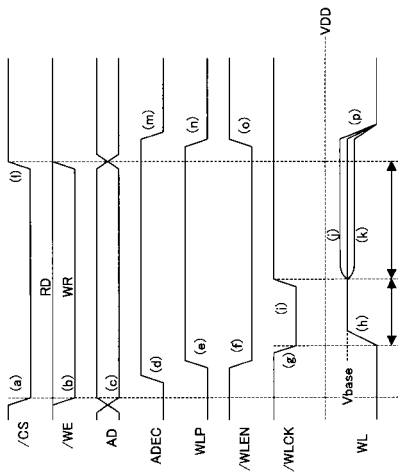 /CS (a) (l)
RD
/WE (b) WR
AD (c)
ADEC (d) (m)
WLP (e) (n)
/WLEN (f) (o)
/WLCK (g) (i)
VDD
Vbase (j) (p)
WL (h) (k)